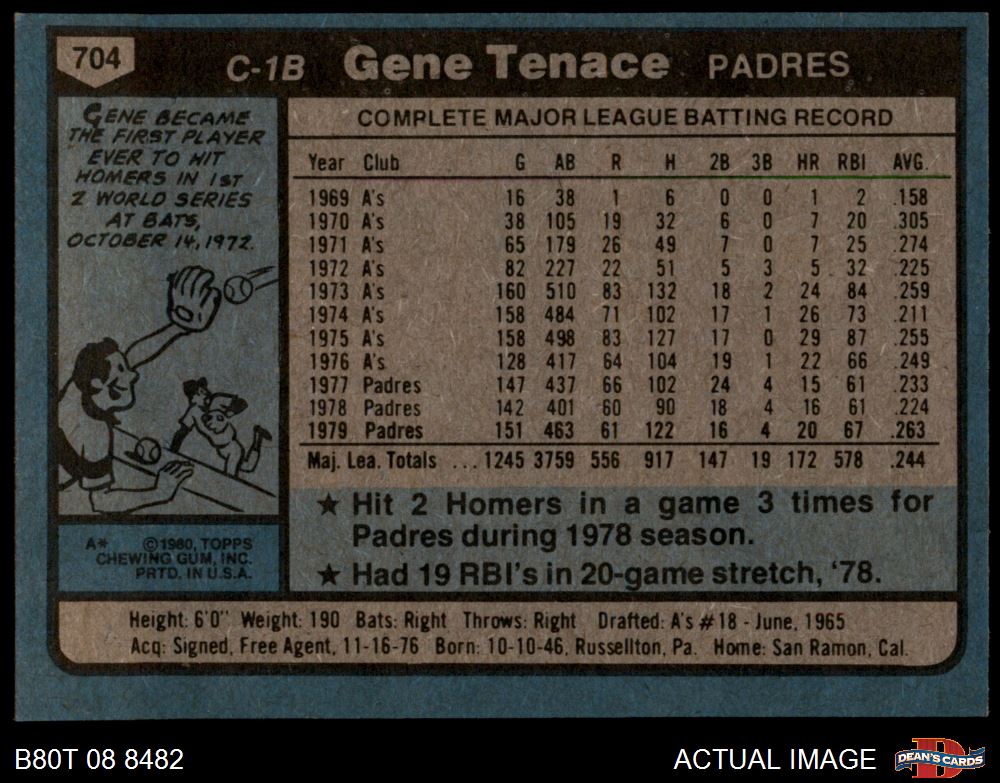 704
C-1B Gene Tenace PADRES
GENE BECAME
THE FIRST PLAYER
EVER TO HIT
HOMERS IN 1ST
2 WORLD SERIES
AT BATS,
OCTOBER 14, 1972.
COMPLETE MAJOR LEAGUE BATTING RECORD
Year Club G AB R H 2B 3B HR RBI AVG.
1969 A's 16 38 1 6 0 0 1 2 .158
1970 A's 38 105 19 32 6 0 7 20 .305
1971 A's 65 179 26 49 7 0 7 25 .274
1972 A's 82 227 22 51 5 3 5 32 .225
1973 A's 160 510 83 132 18 2 24 84 .259
1974 A's 158 484 71 102 17 1 26 73 .211
1975 A's 158 498 83 127 17 0 29 87 .255
1976 A's 128 417 64 104 19 1 22 66 .249
1977 Padres 147 437 66 102 24 4 15 61 .233
1978 Padres 142 401 60 90 18 4 16 61 .224
1979 Padres 151 463 61 122 16 4 20 67 .263
Maj. Lea. Totals ... 1245 3759 556 917 147 19 172 578 .244
★ Hit 2 Homers in a game 3 times for
Padres during 1978 season.
★ Had 19 RBI's in 20-game stretch, '78.
A* ©1980, TOPPS
CHEWING GUM, INC.
PRTD. IN U.S.A.
Height: 6'0" Weight: 190 Bats: Right Throws: Right Drafted: A's #18 - June, 1965
Acq: Signed, Free Agent, 11-16-76 Born: 10-10-46, Russellton, Pa. Home: San Ramon, Cal.
B80T 08 8482
ACTUAL IMAGE
D
DEAN'S CARDS